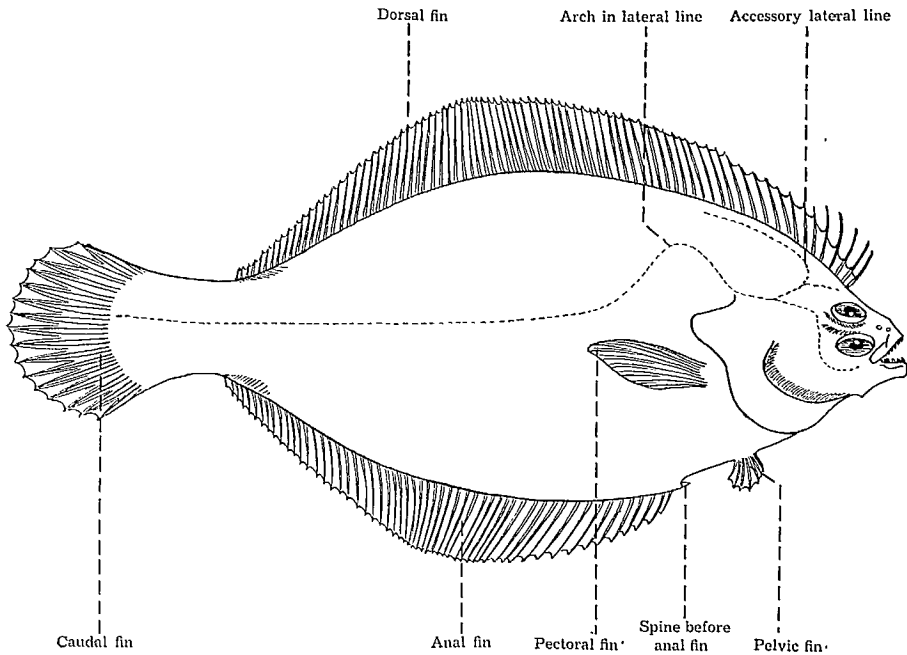 Dorsal fin
Arch in lateral line
Accessory lateral line
Caudal fin
Anal fin
Pectoral fin
Spine before
anal fin
Pelvic fin